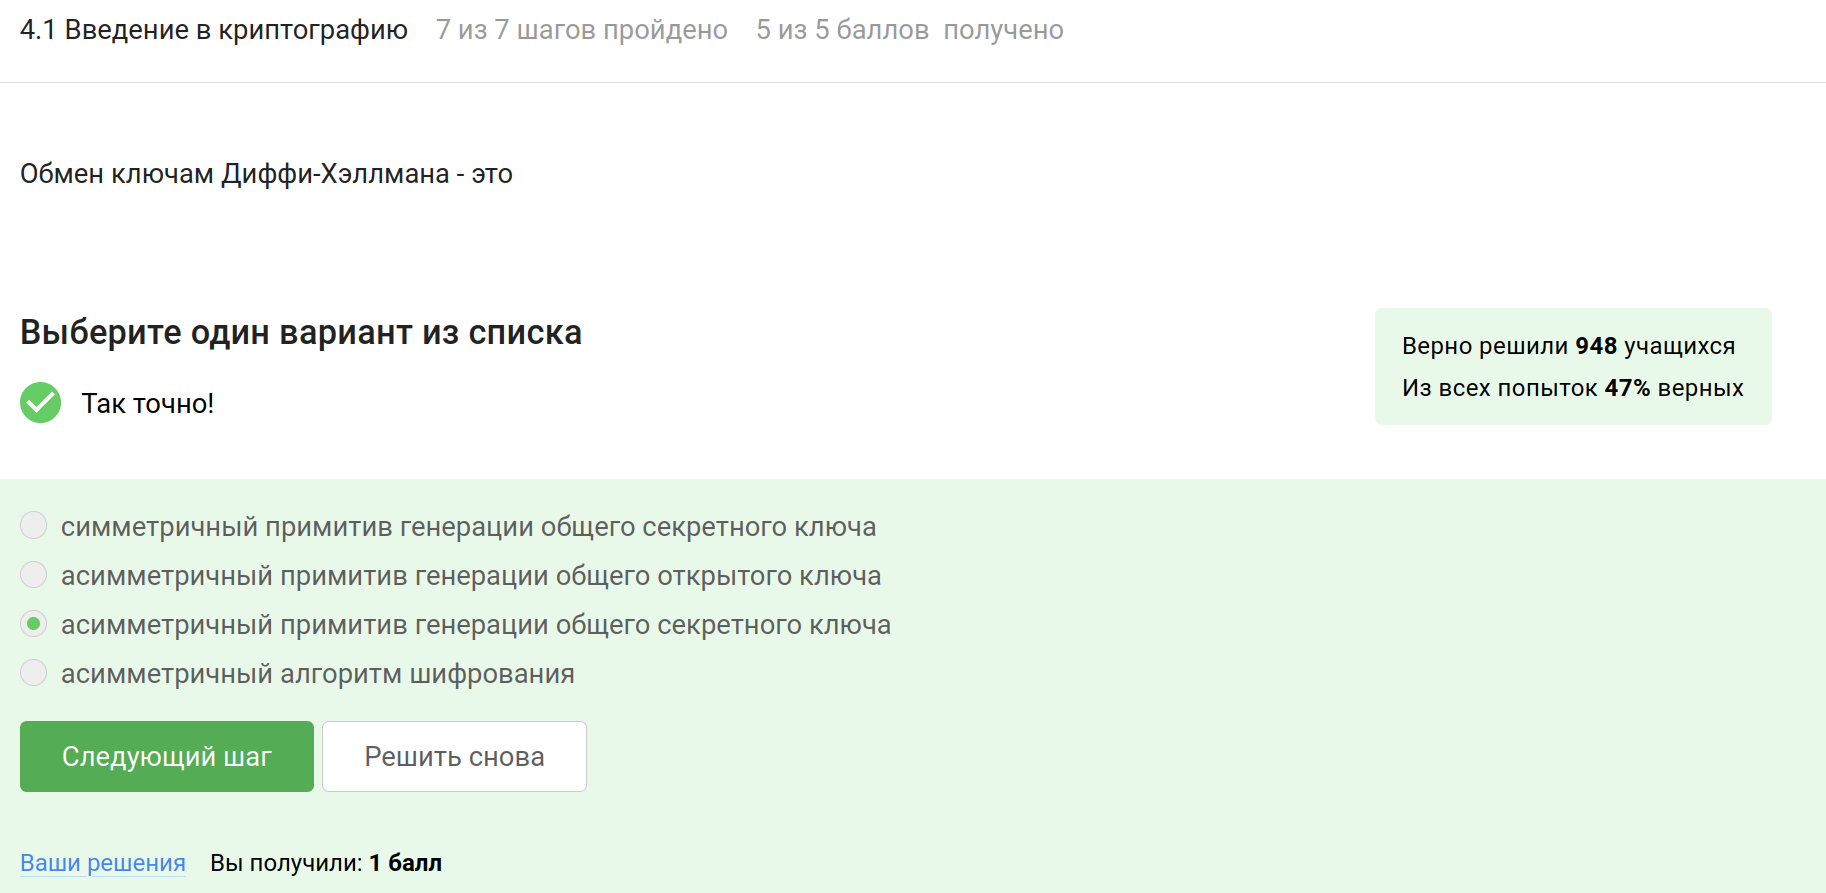 4.1 Введение в криптографию 7 из 7 шагов пройдено 5 из 5 баллов получено
Обмен ключам Диффи-Хэллмана - это
Выберите один вариант из списка
Так точно!
Верно решили 948 учащихся
Из всех попыток 47% верных
симметричный примитив генерации общего секретного ключа
асимметричный примитив генерации общего открытого ключа
асимметричный примитив генерации общего секретного ключа
асимметричный алгоритм шифрования
Следующий шаг Решить снова
Ваши решения Вы получили: 1 балл